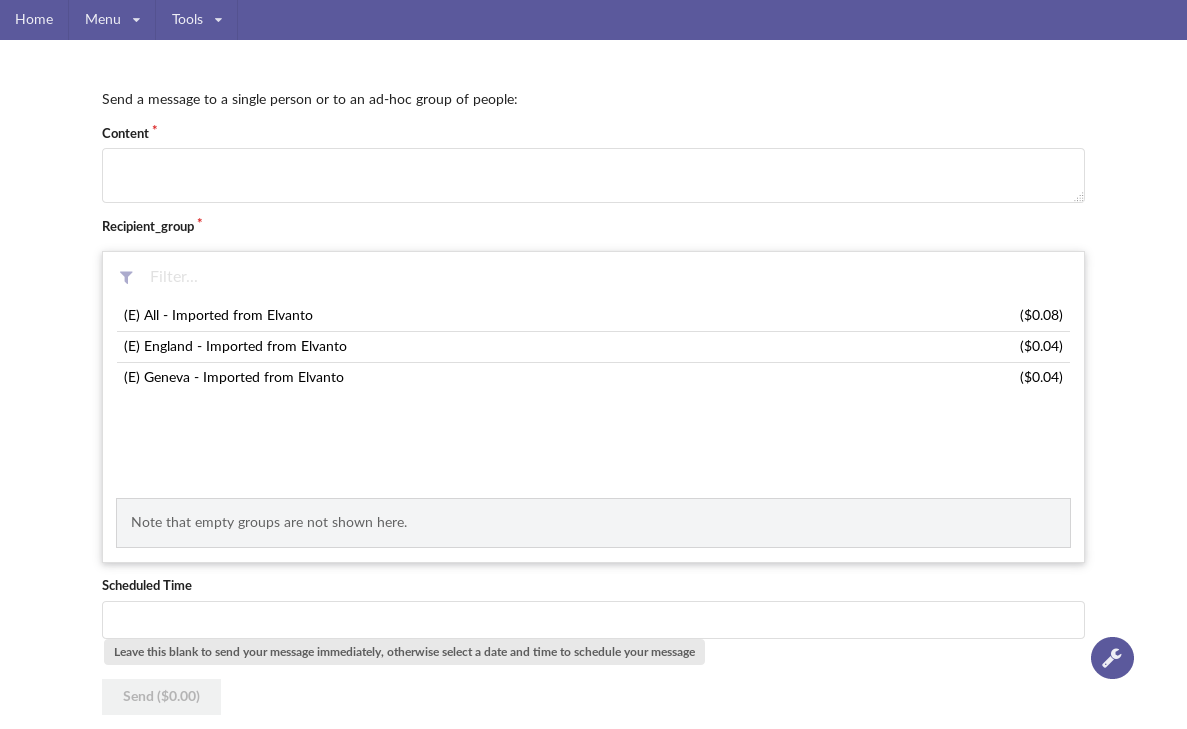 Home Menu Tools
Send a message to a single person or to an ad-hoc group of people:
Content *
Recipient_group *
Filter...
(E) All - Imported from Elvanto ($0.08)
(E) England - Imported from Elvanto ($0.04)
(E) Geneva - Imported from Elvanto ($0.04)
Note that empty groups are not shown here.
Scheduled Time
Leave this blank to send your message immediately, otherwise select a date and time to schedule your message
Send ($0.00)